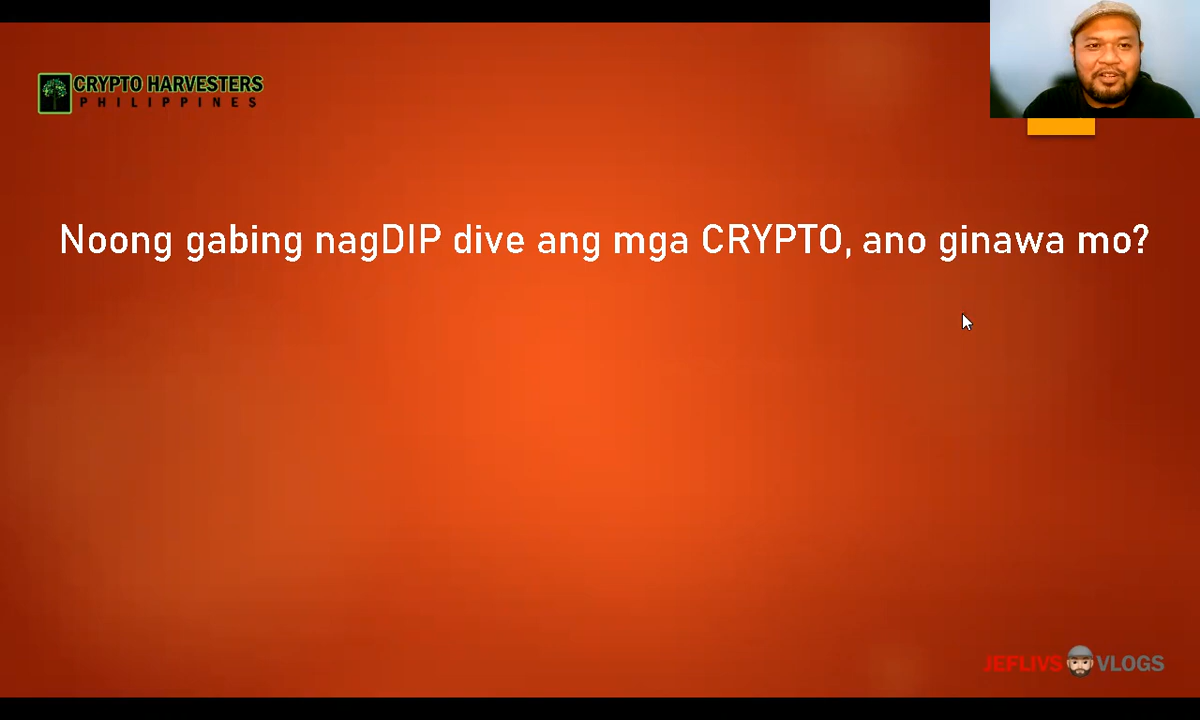 CRYPTO HARVESTERS
PHILIPPINES
Noong gabing nagDIP dive ang mga CRYPTO, ano ginawa mo?
JEFLIVS VLOGS